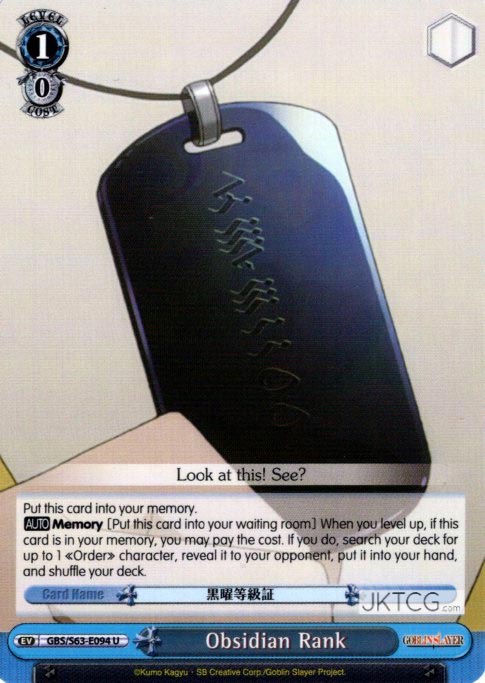 LEVEL
1
0
COST
Look at this! See?
Put this card into your memory.
AUTO Memory [Put this card into your waiting room] When you level up, if this
card is in your memory, you may pay the cost. If you do, search your deck for
up to 1 «Order» character, reveal it to your opponent, put it into your hand,
and shuffle your deck.
Card Name 黒曜等級証
JKTCG.com
EV GBS/S63-E094 U Obsidian Rank GOBLIN SLAYER
©Kumo Kagyu・SB Creative Corp./Goblin Slayer Project.